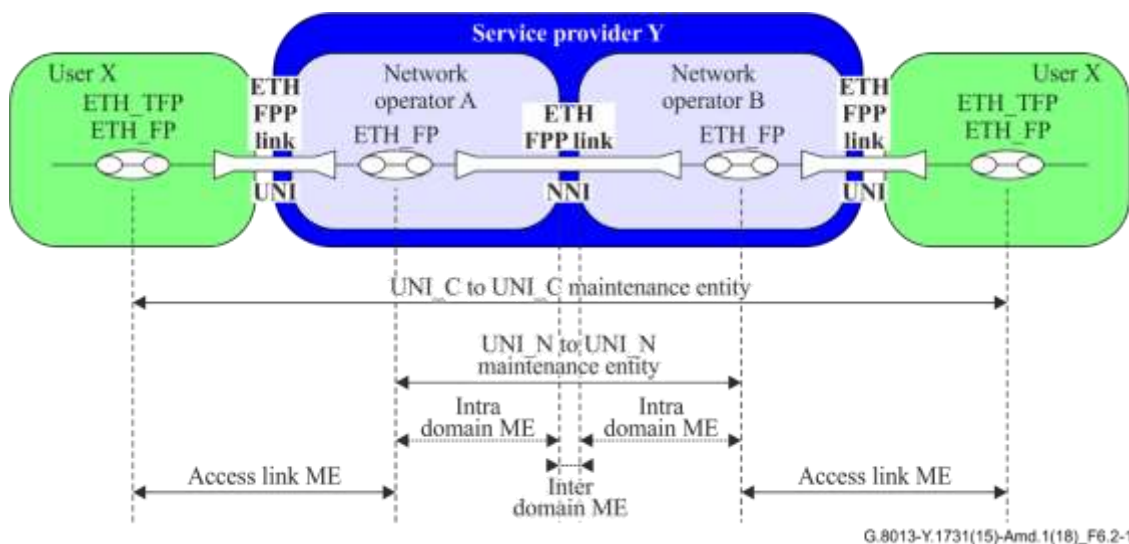 Service provider Y
User X
ETH_TFP
ETH_FP
ETH
FPP
link
UNI
Network
operator A
ETH_FP
ETH
FPP link
NNI
Network
operator B
ETH_FP
ETH
FPP
link
UNI
User X
ETH_TFP
ETH_FP
UNI_C to UNI_C maintenance entity
UNI_N to UNI_N
maintenance entity
Intra
domain ME
Intra
domain ME
Access link ME
Inter
domain ME
Access link ME
G.8013-Y.1731(15)-Amd.1(18)_F6.2-1